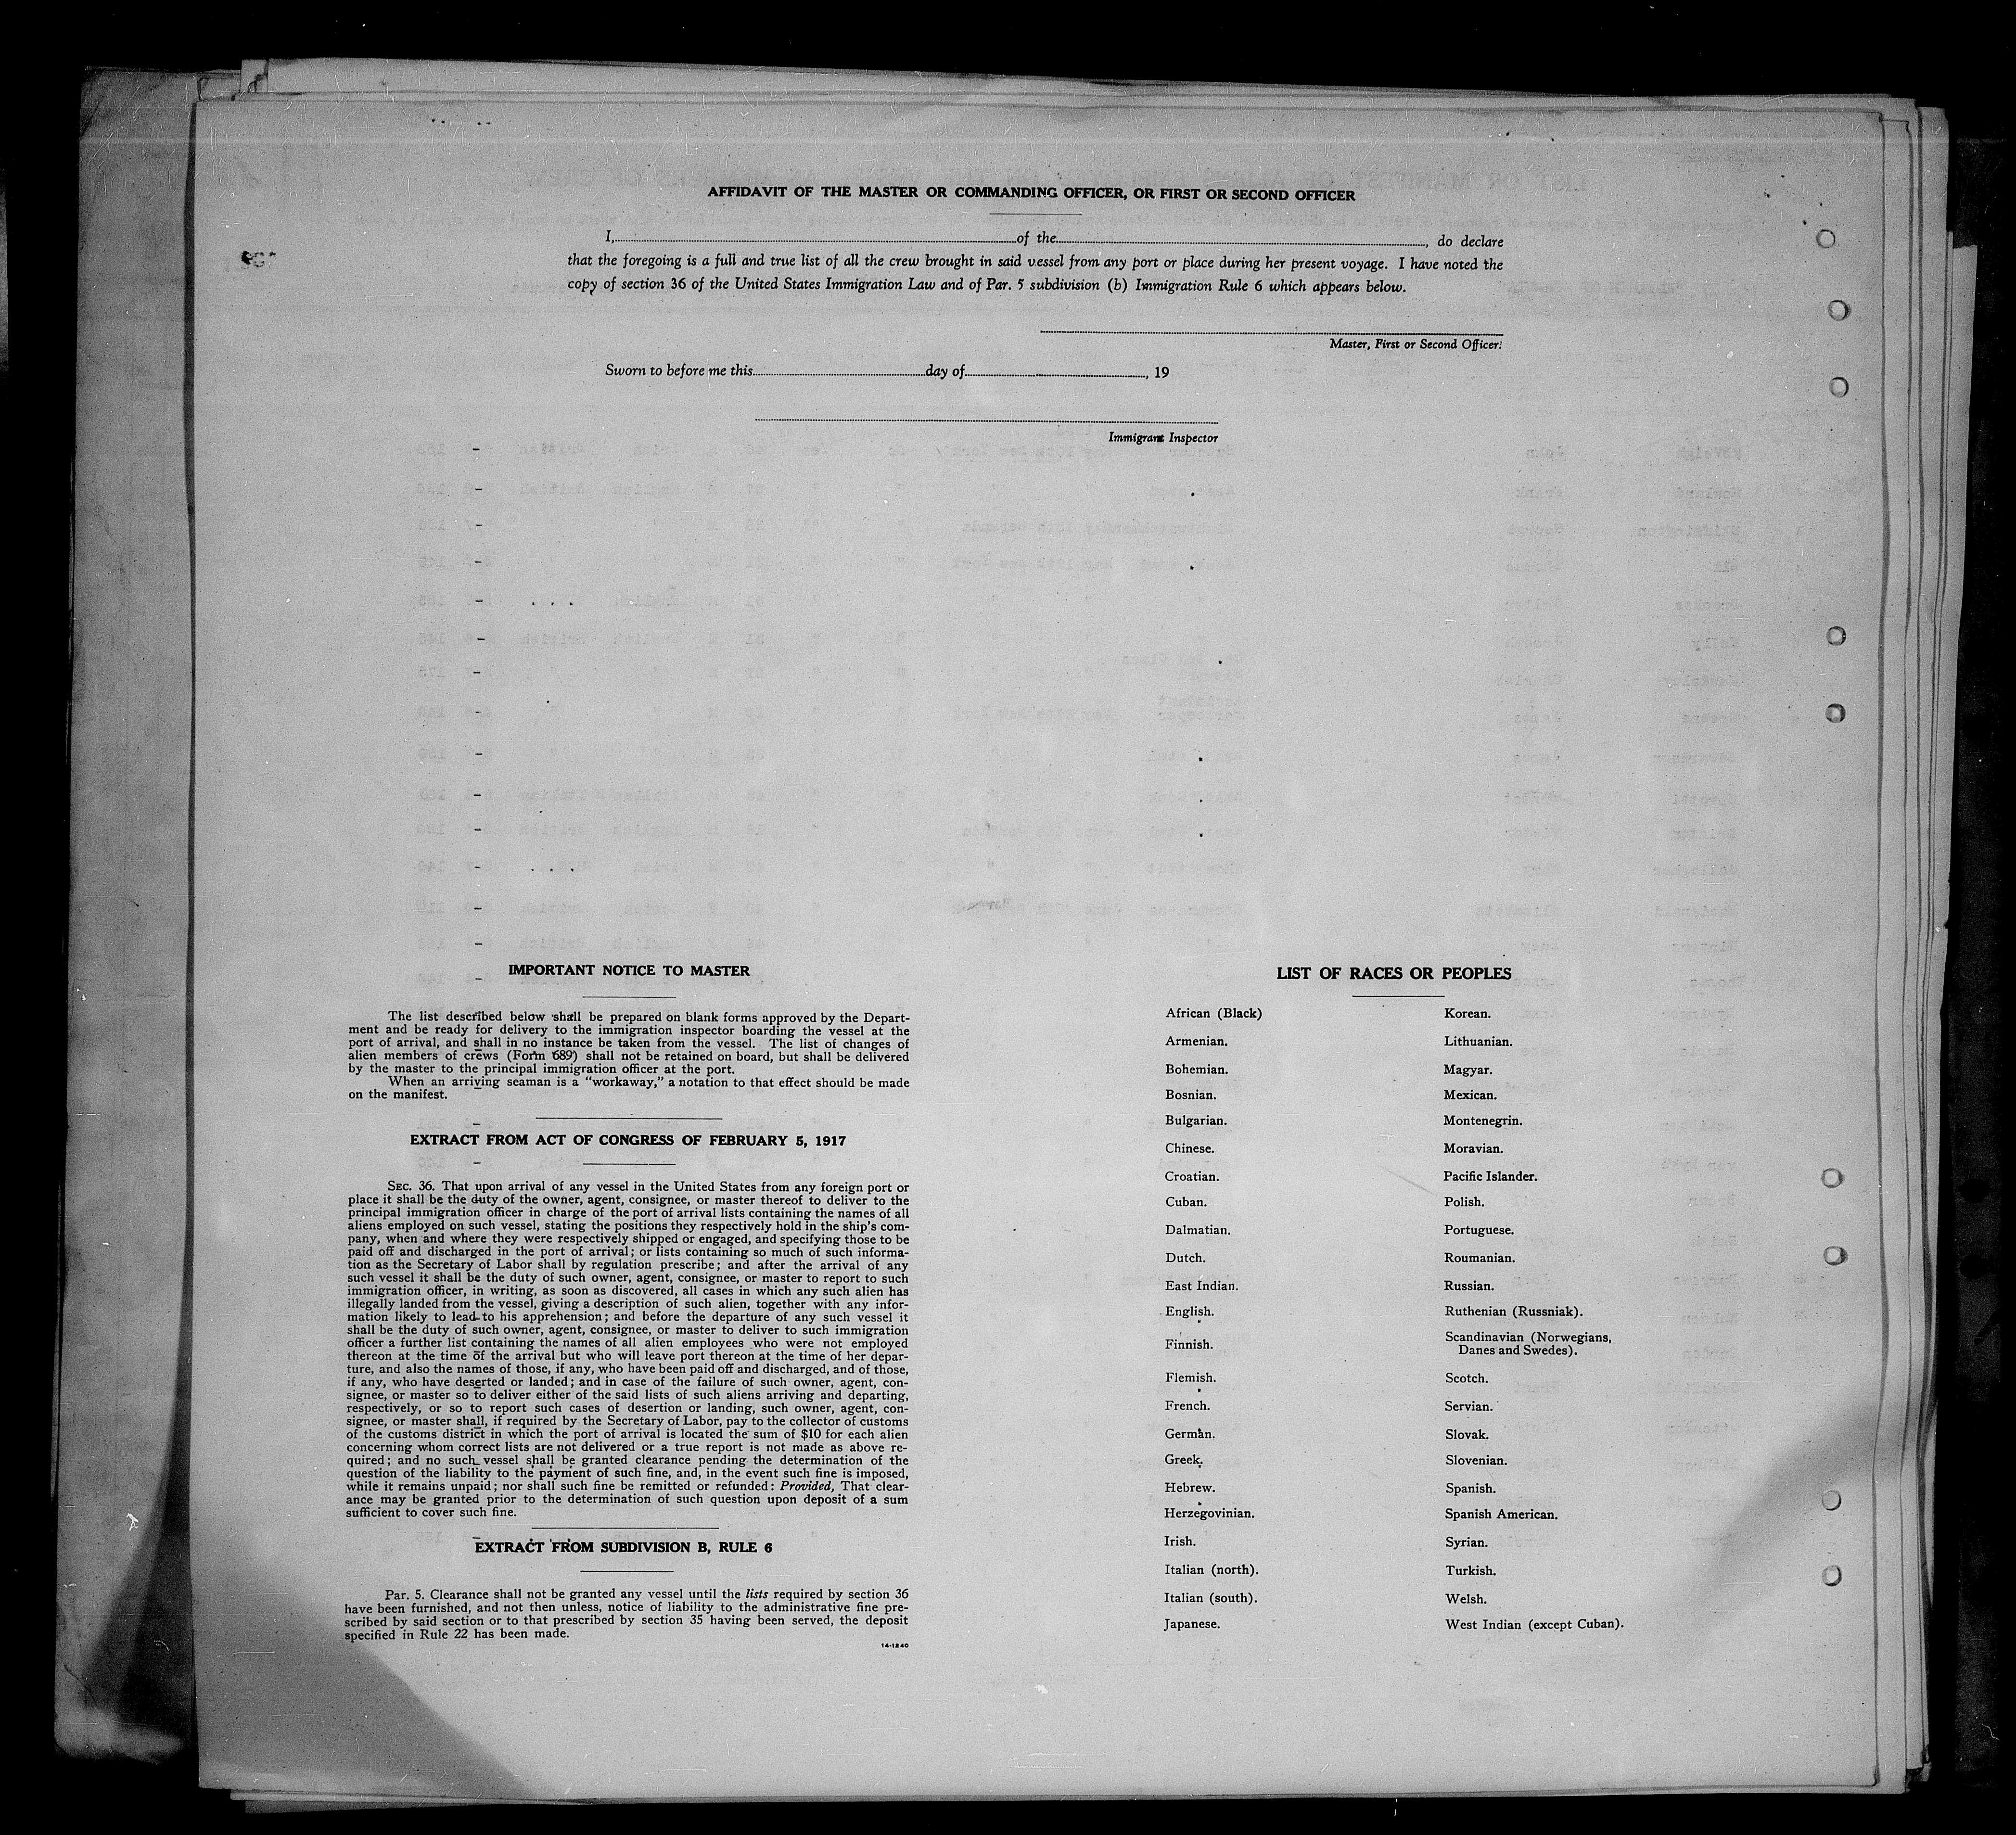 AFFIDAVIT OF THE MASTER OR COMMANDING OFFICER, OR FIRST OR SECOND OFFICER
I, of the , do declare
that the foregoing is a full and true list of all the crew brought in said vessel from any port or place during her present voyage. I have noted the
copy of section 36 of the United States Immigration Law and of Par. 5 subdivision (b) Immigration Rule 6 which appears below.
Master, First or Second Officer.
Sworn to before me this day of , 19
Immigrant Inspector
IMPORTANT NOTICE TO MASTER
The list described below shall be prepared on blank forms approved by the Depart-
ment and be ready for delivery to the immigration inspector boarding the vessel at the
port of arrival, and shall in no instance be taken from the vessel. The list of changes of
alien members of crews (Form 689) shall not be retained on board, but shall be delivered
by the master to the principal immigration officer at the port.
When an arriving seaman is a "workaway," a notation to that effect should be made
on the manifest.
EXTRACT FROM ACT OF CONGRESS OF FEBRUARY 5, 1917
SEC. 36. That upon arrival of any vessel in the United States from any foreign port or
place it shall be the duty of the owner, agent, consignee, or master thereof to deliver to the
principal immigration officer in charge of the port of arrival lists containing the names of all
aliens employed on such vessel, stating the positions they respectively hold in the ship's com-
pany, when and where they were respectively shipped or engaged, and specifying those to be
paid off and discharged in the port of arrival; or lists containing so much of such informa-
tion as the Secretary of Labor shall by regulation prescribe; and after the arrival of any
such vessel it shall be the duty of such owner, agent, consignee, or master to report to such
immigration officer, in writing, as soon as discovered, all cases in which any such alien has
illegally landed from the vessel, giving a description of such alien, together with any infor-
mation likely to lead to his apprehension; and before the departure of any such vessel it
shall be the duty of such owner, agent, consignee, or master to deliver to such immigration
officer a further list containing the names of all alien employees who were not employed
thereon at the time of the arrival but who will leave port thereon at the time of her depar-
ture, and also the names of those, if any, who have been paid off and discharged, and of those,
if any, who have deserted or landed; and in case of the failure of such owner, agent, con-
signee, or master so to deliver either of the said lists of such aliens arriving and departing,
respectively, or so to report such cases of desertion or landing, such owner, agent, con-
signee, or master shall, if required by the Secretary of Labor, pay to the collector of customs
of the customs district in which the port of arrival is located the sum of $10 for each alien
concerning whom correct lists are not delivered or a true report is not made as above re-
quired; and no such vessel shall be granted clearance pending the determination of the
question of the liability to the payment of such fine, and, in the event such fine is imposed,
while it remains unpaid; nor shall such fine be remitted or refunded: Provided, That clear-
ance may be granted prior to the determination of such question upon deposit of a sum
sufficient to cover such fine.
EXTRACT FROM SUBDIVISION B, RULE 6
Par. 5. Clearance shall not be granted any vessel until the lists required by section 36
have been furnished, and not then unless, notice of liability to the administrative fine pre-
scribed by said section or to that prescribed by section 35 having been served, the deposit
specified in Rule 22 has been made.
14-1240
LIST OF RACES OR PEOPLES
African (Black)
Armenian.
Bohemian.
Bosnian.
Bulgarian.
Chinese.
Croatian.
Cuban.
Dalmatian.
Dutch.
East Indian.
English.
Finnish.
Flemish.
French.
German.
Greek.
Hebrew.
Herzegovinian.
Irish.
Italian (north).
Italian (south).
Japanese.
Korean.
Lithuanian.
Magyar.
Mexican.
Montenegrin.
Moravian.
Pacific Islander.
Polish.
Portuguese.
Roumanian.
Russian.
Ruthenian (Russniak).
Scandinavian (Norwegians,
Danes and Swedes).
Scotch.
Servian.
Slovak.
Slovenian.
Spanish.
Spanish American.
Syrian.
Turkish.
Welsh.
West Indian (except Cuban).